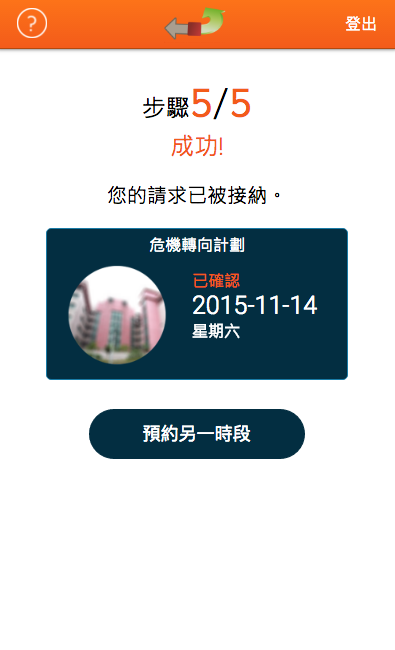 ?
登出
步驟5/5
成功!
您的請求已被接納。
危機轉向計劃
已確認
2015-11-14
星期六
預約另一時段